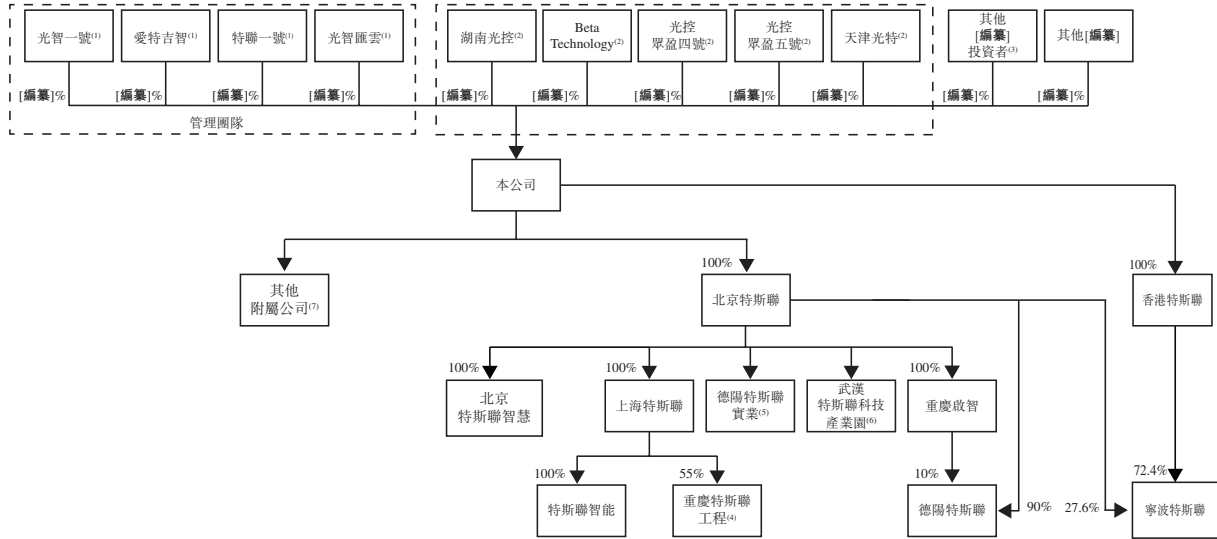 光智一號(1)
愛特吉智(1)
特聯一號(1)
光智匯雲(1)
湖南光控(2)
Beta
Technology(2)
光控
眾盈四號(2)
光控
眾盈五號(2)
天津光特(2)
其他
[編纂]
投資者(3)
其他[編纂]
[編纂]%
[編纂]%
[編纂]%
[編纂]%
[編纂]%
[編纂]%
[編纂]%
[編纂]%
[編纂]%
[編纂]%
[編纂]%
管理團隊
本公司
100%
100%
其他
附屬公司(7)
北京特斯聯
香港特斯聯
100%
100%
100%
北京
特斯聯智慧
上海特斯聯
德陽特斯聯
實業(5)
武漢
特斯聯科技
產業園(6)
重慶啟智
100%
55%
10%
72.4%
特斯聯智能
重慶特斯聯
工程(4)
德陽特斯聯
90%
27.6%
寧波特斯聯